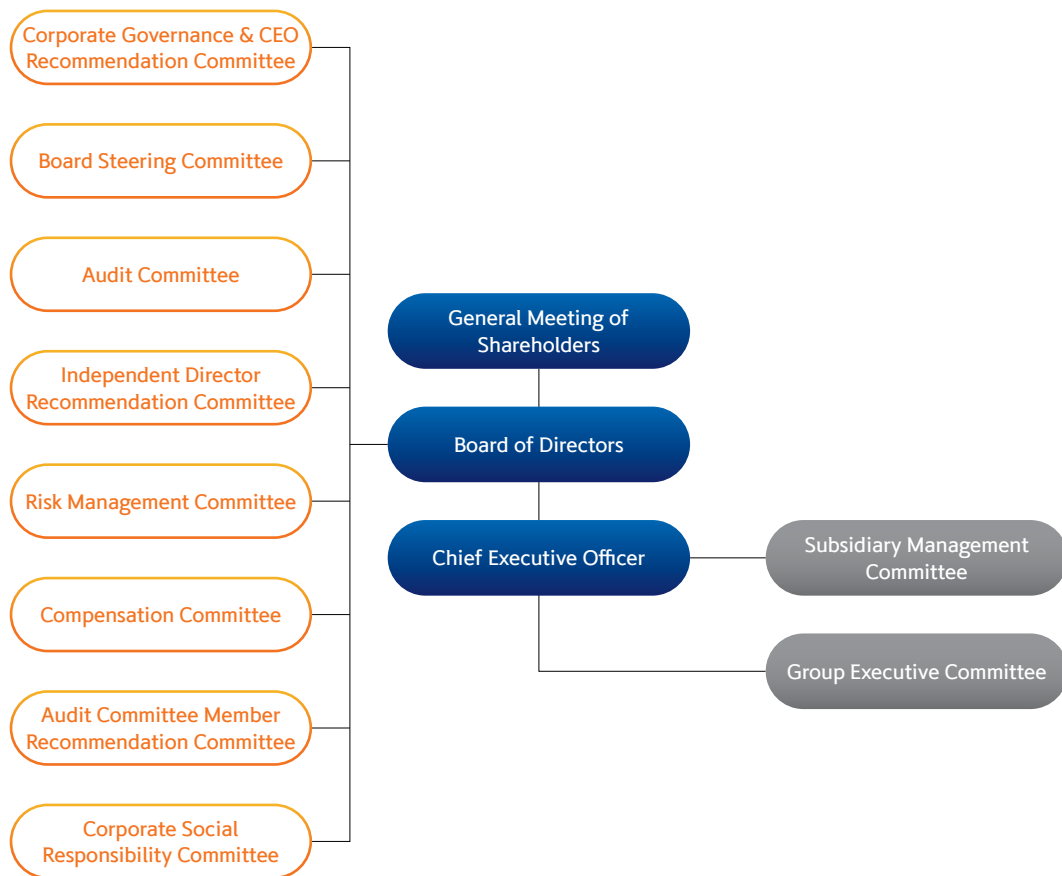 Corporate Governance & CEO
Recommendation Committee
Board Steering Committee
Audit Committee
Independent Director
Recommendation Committee
Risk Management Committee
Compensation Committee
Audit Committee Member
Recommendation Committee
Corporate Social
Responsibility Committee
General Meeting of
Shareholders
Board of Directors
Chief Executive Officer
Subsidiary Management
Committee
Group Executive Committee